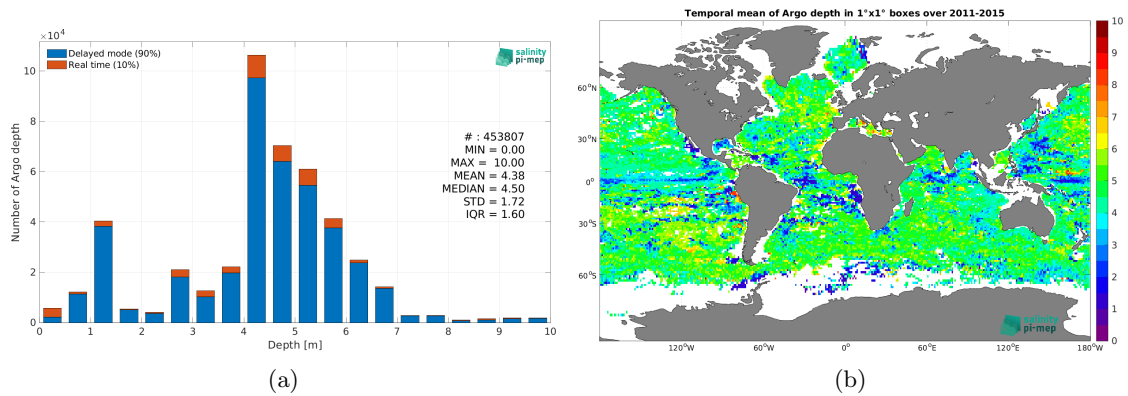 ×10⁴
Delayed mode (90%)
Real time (10%)
salinity
pi-mep
# : 453807
MIN = 0.00
MAX = 10.00
MEAN = 4.38
MEDIAN = 4.50
STD = 1.72
IQR = 1.60
Number of Argo depth
10
8
6
4
2
0
0 1 2 3 4 5 6 7 8 9 10
Depth [m]
(a)
Temporal mean of Argo depth in 1°x1° boxes over 2011-2015
60°N
30°N
0°
30°S
60°S
120°W 60°W 0° 60°E 120°E 180°W
salinity
pi-mep
10
9
8
7
6
5
4
3
2
1
0
(b)